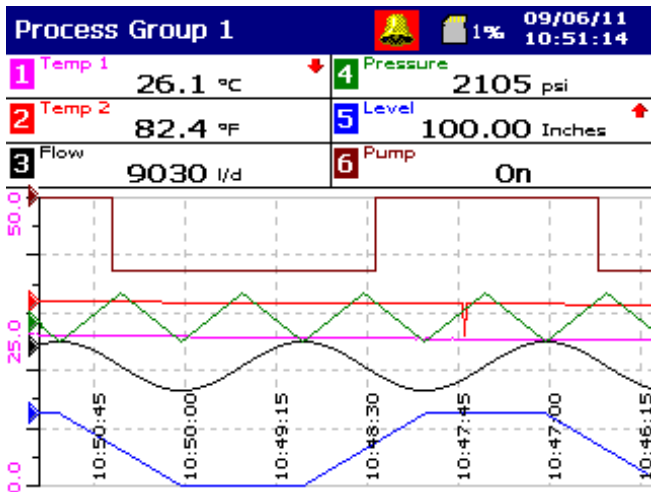 Process Group 1
1%
09/06/11
10:51:14
1 Temp 1 26.1 °C
4 Pressure 2105 psi
2 Temp 2 82.4 °F
5 Level 100.00 Inches
3 Flow 9030 l/d
6 Pump On
50.0
25.0
0.0
10:50:45
10:50:00
10:49:15
10:48:30
10:47:45
10:47:00
10:46:15